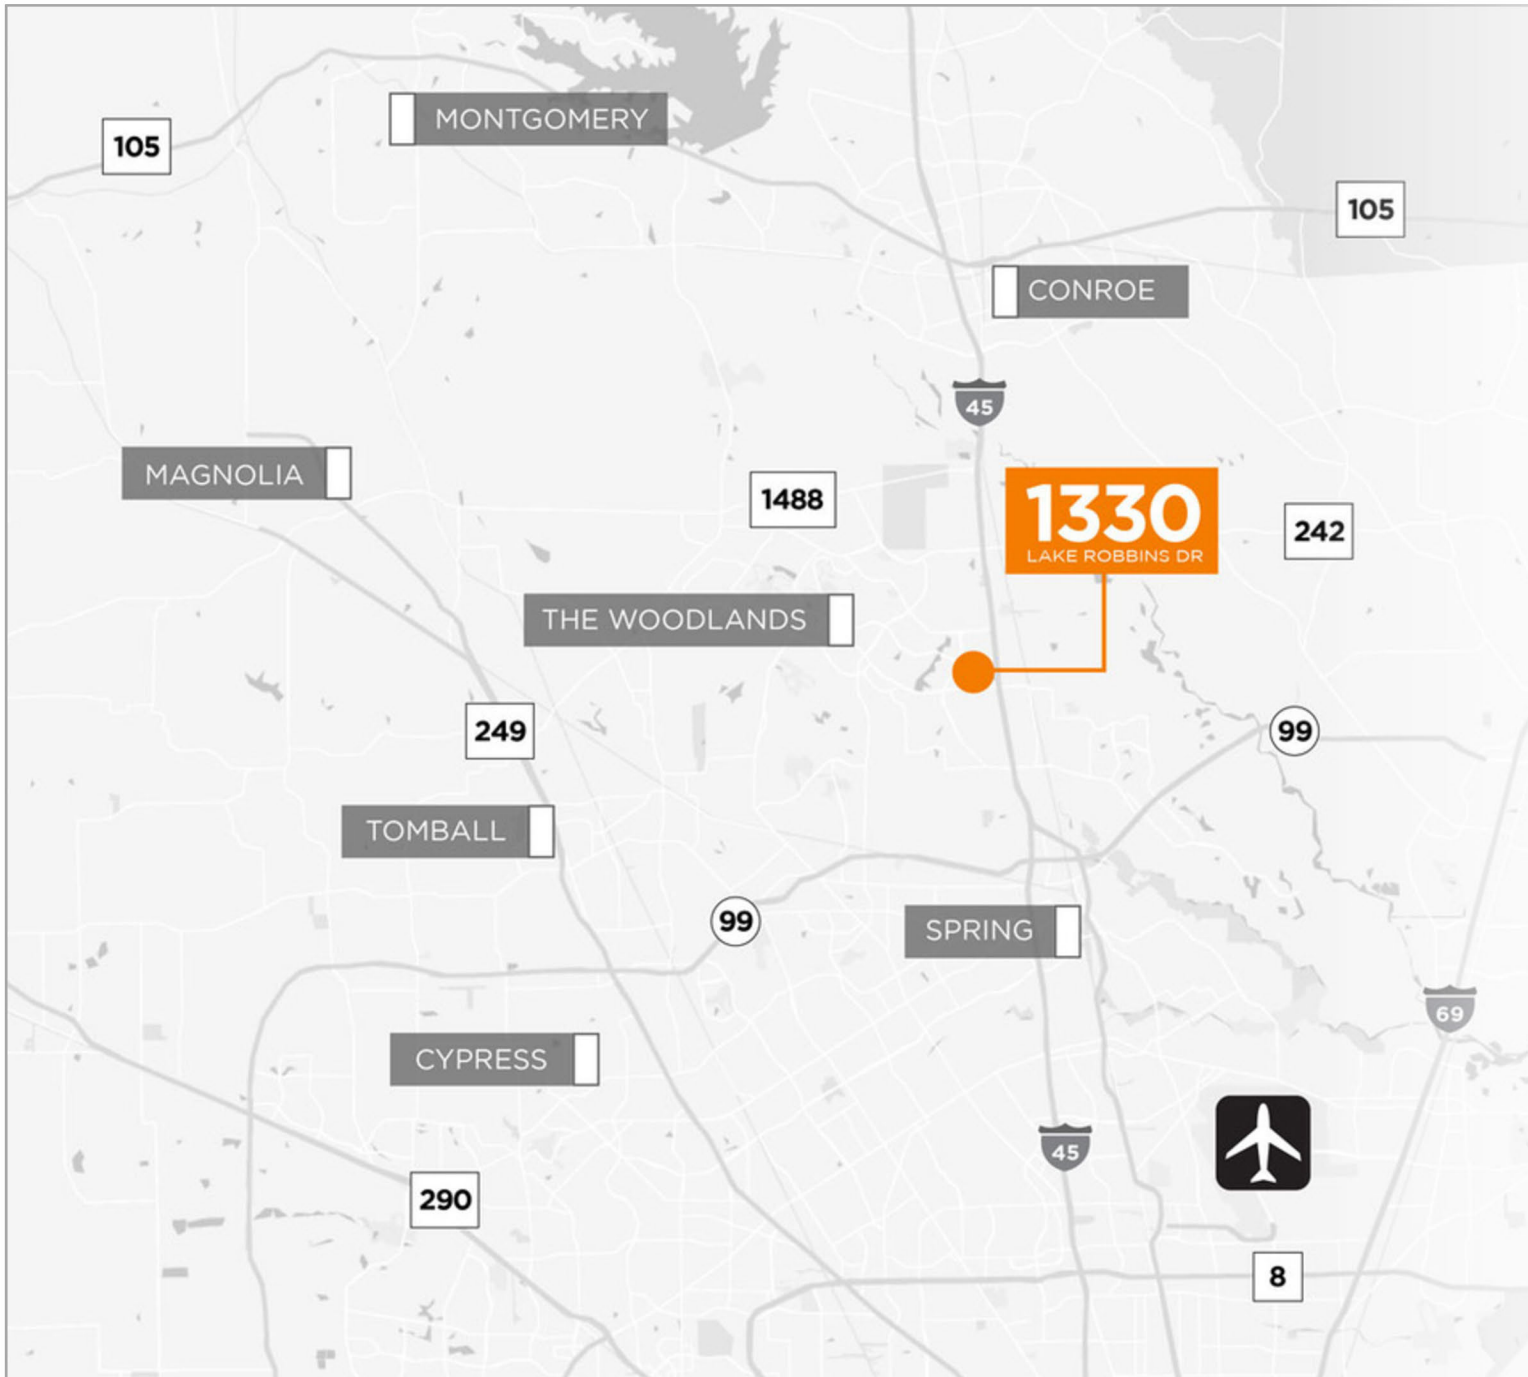 MONTGOMERY
105
105
CONROE
45
MAGNOLIA
1488
1330
LAKE ROBBINS DR
242
THE WOODLANDS
249
99
TOMBALL
99
SPRING
69
CYPRESS
45
290
8